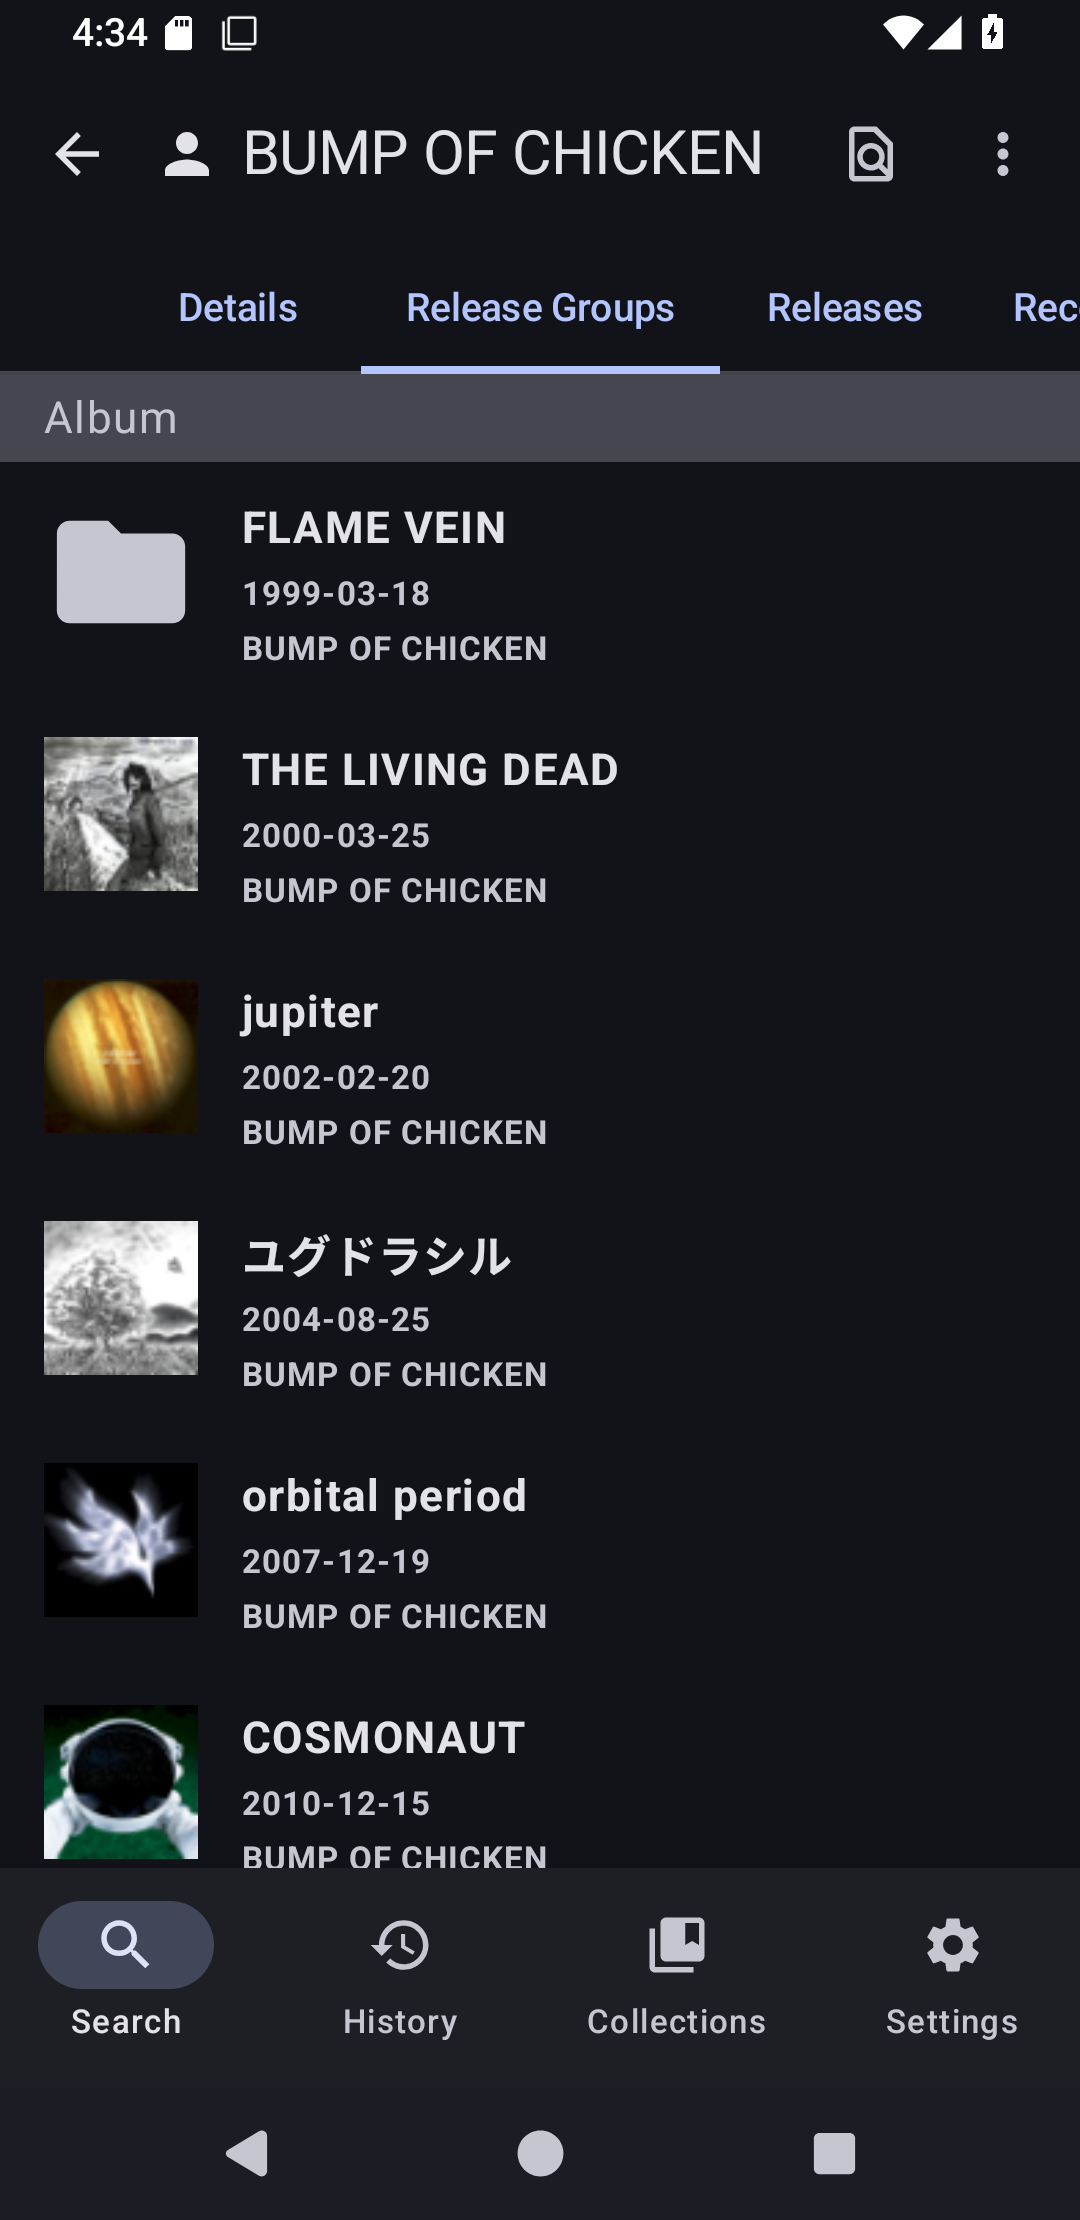 4:34
BUMP OF CHICKEN
Details
Release Groups
Releases
Rec
Album
FLAME VEIN
1999-03-18
BUMP OF CHICKEN
THE LIVING DEAD
2000-03-25
BUMP OF CHICKEN
jupiter
2002-02-20
BUMP OF CHICKEN
ユグドラシル
2004-08-25
BUMP OF CHICKEN
orbital period
2007-12-19
BUMP OF CHICKEN
COSMONAUT
2010-12-15
BUMP OF CHICKEN
Search
History
Collections
Settings